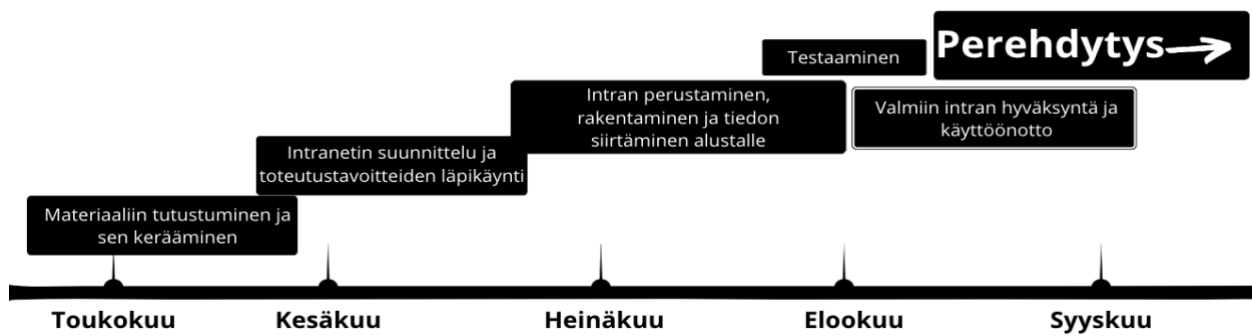 Perehdytys
Testaaminen
Intran perustaminen,
rakentaminen ja tiedon
siirtäminen alustalle
Valmiin intran hyväksyntä ja
käyttöönotto
Intranetin suunnittelu ja
toteutustavoitteiden läpikäynti
Materiaaliin tutustuminen ja
sen kerääminen
Toukokuu
Kesäkuu
Heinäkuu
Elookuu
Syyskuu